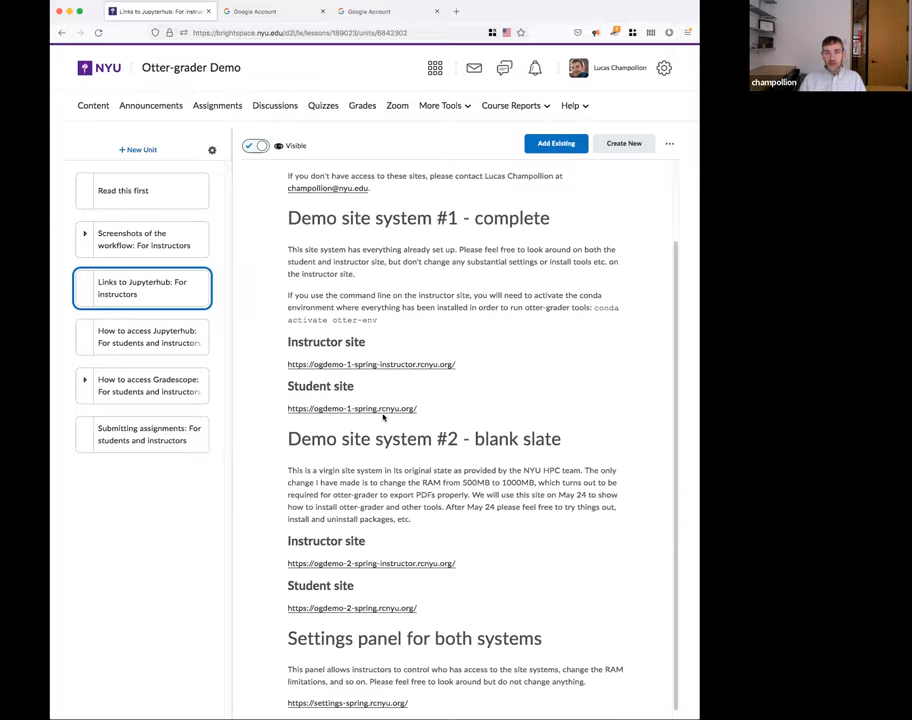 Links to Jupyterhub: For instruc
Google Account
Google Account
https://brightspace.nyu.edu/d2l/le/lessons/189023/units/6842302
champollion
NYU
Otter-grader Demo
Lucas Champollion
Content
Announcements
Assignments
Discussions
Quizzes
Grades
Zoom
More Tools
Course Reports
Help
+ New Unit
Visible
Add Existing
Create New
Read this first
Screenshots of the
workflow: For instructors
Links to Jupyterhub: For
instructors
How to access Jupyterhub:
For students and instructors
How to access Gradescope:
For students and instructors
Submitting assignments: For
students and instructors
If you don't have access to these sites, please contact Lucas Champollion at
champollion@nyu.edu.
Demo site system #1 - complete
This site system has everything already set up. Please feel free to look around on both the
student and instructor site, but don't change any substantial settings or install tools etc. on
the instructor site.
If you use the command line on the instructor site, you will need to activate the conda
environment where everything has been installed in order to run otter-grader tools: conda
activate otter-env
Instructor site
https://ogdemo-1-spring-instructor.rcnyu.org/
Student site
https://ogdemo-1-spring.rcnyu.org/
Demo site system #2 - blank slate
This is a virgin site system in its original state as provided by the NYU HPC team. The only
change I have made is to change the RAM from 500MB to 1000MB, which turns out to be
required for otter-grader to export PDFs properly. We will use this site on May 24 to show
how to install otter-grader and other tools. After May 24 please feel free to try things out,
install and uninstall packages, etc.
Instructor site
https://ogdemo-2-spring-instructor.rcnyu.org/
Student site
https://ogdemo-2-spring.rcnyu.org/
Settings panel for both systems
This panel allows instructors to control who has access to the site systems, change the RAM
limitations, and so on. Please feel free to look around but do not change anything.
https://settings-spring.rcnyu.org/